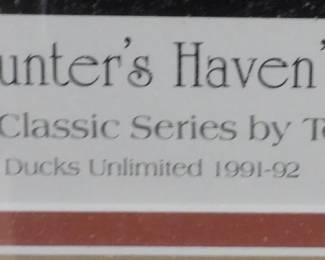 unter's Haven"
Classic Series by T
Ducks Unlimited 1991-92